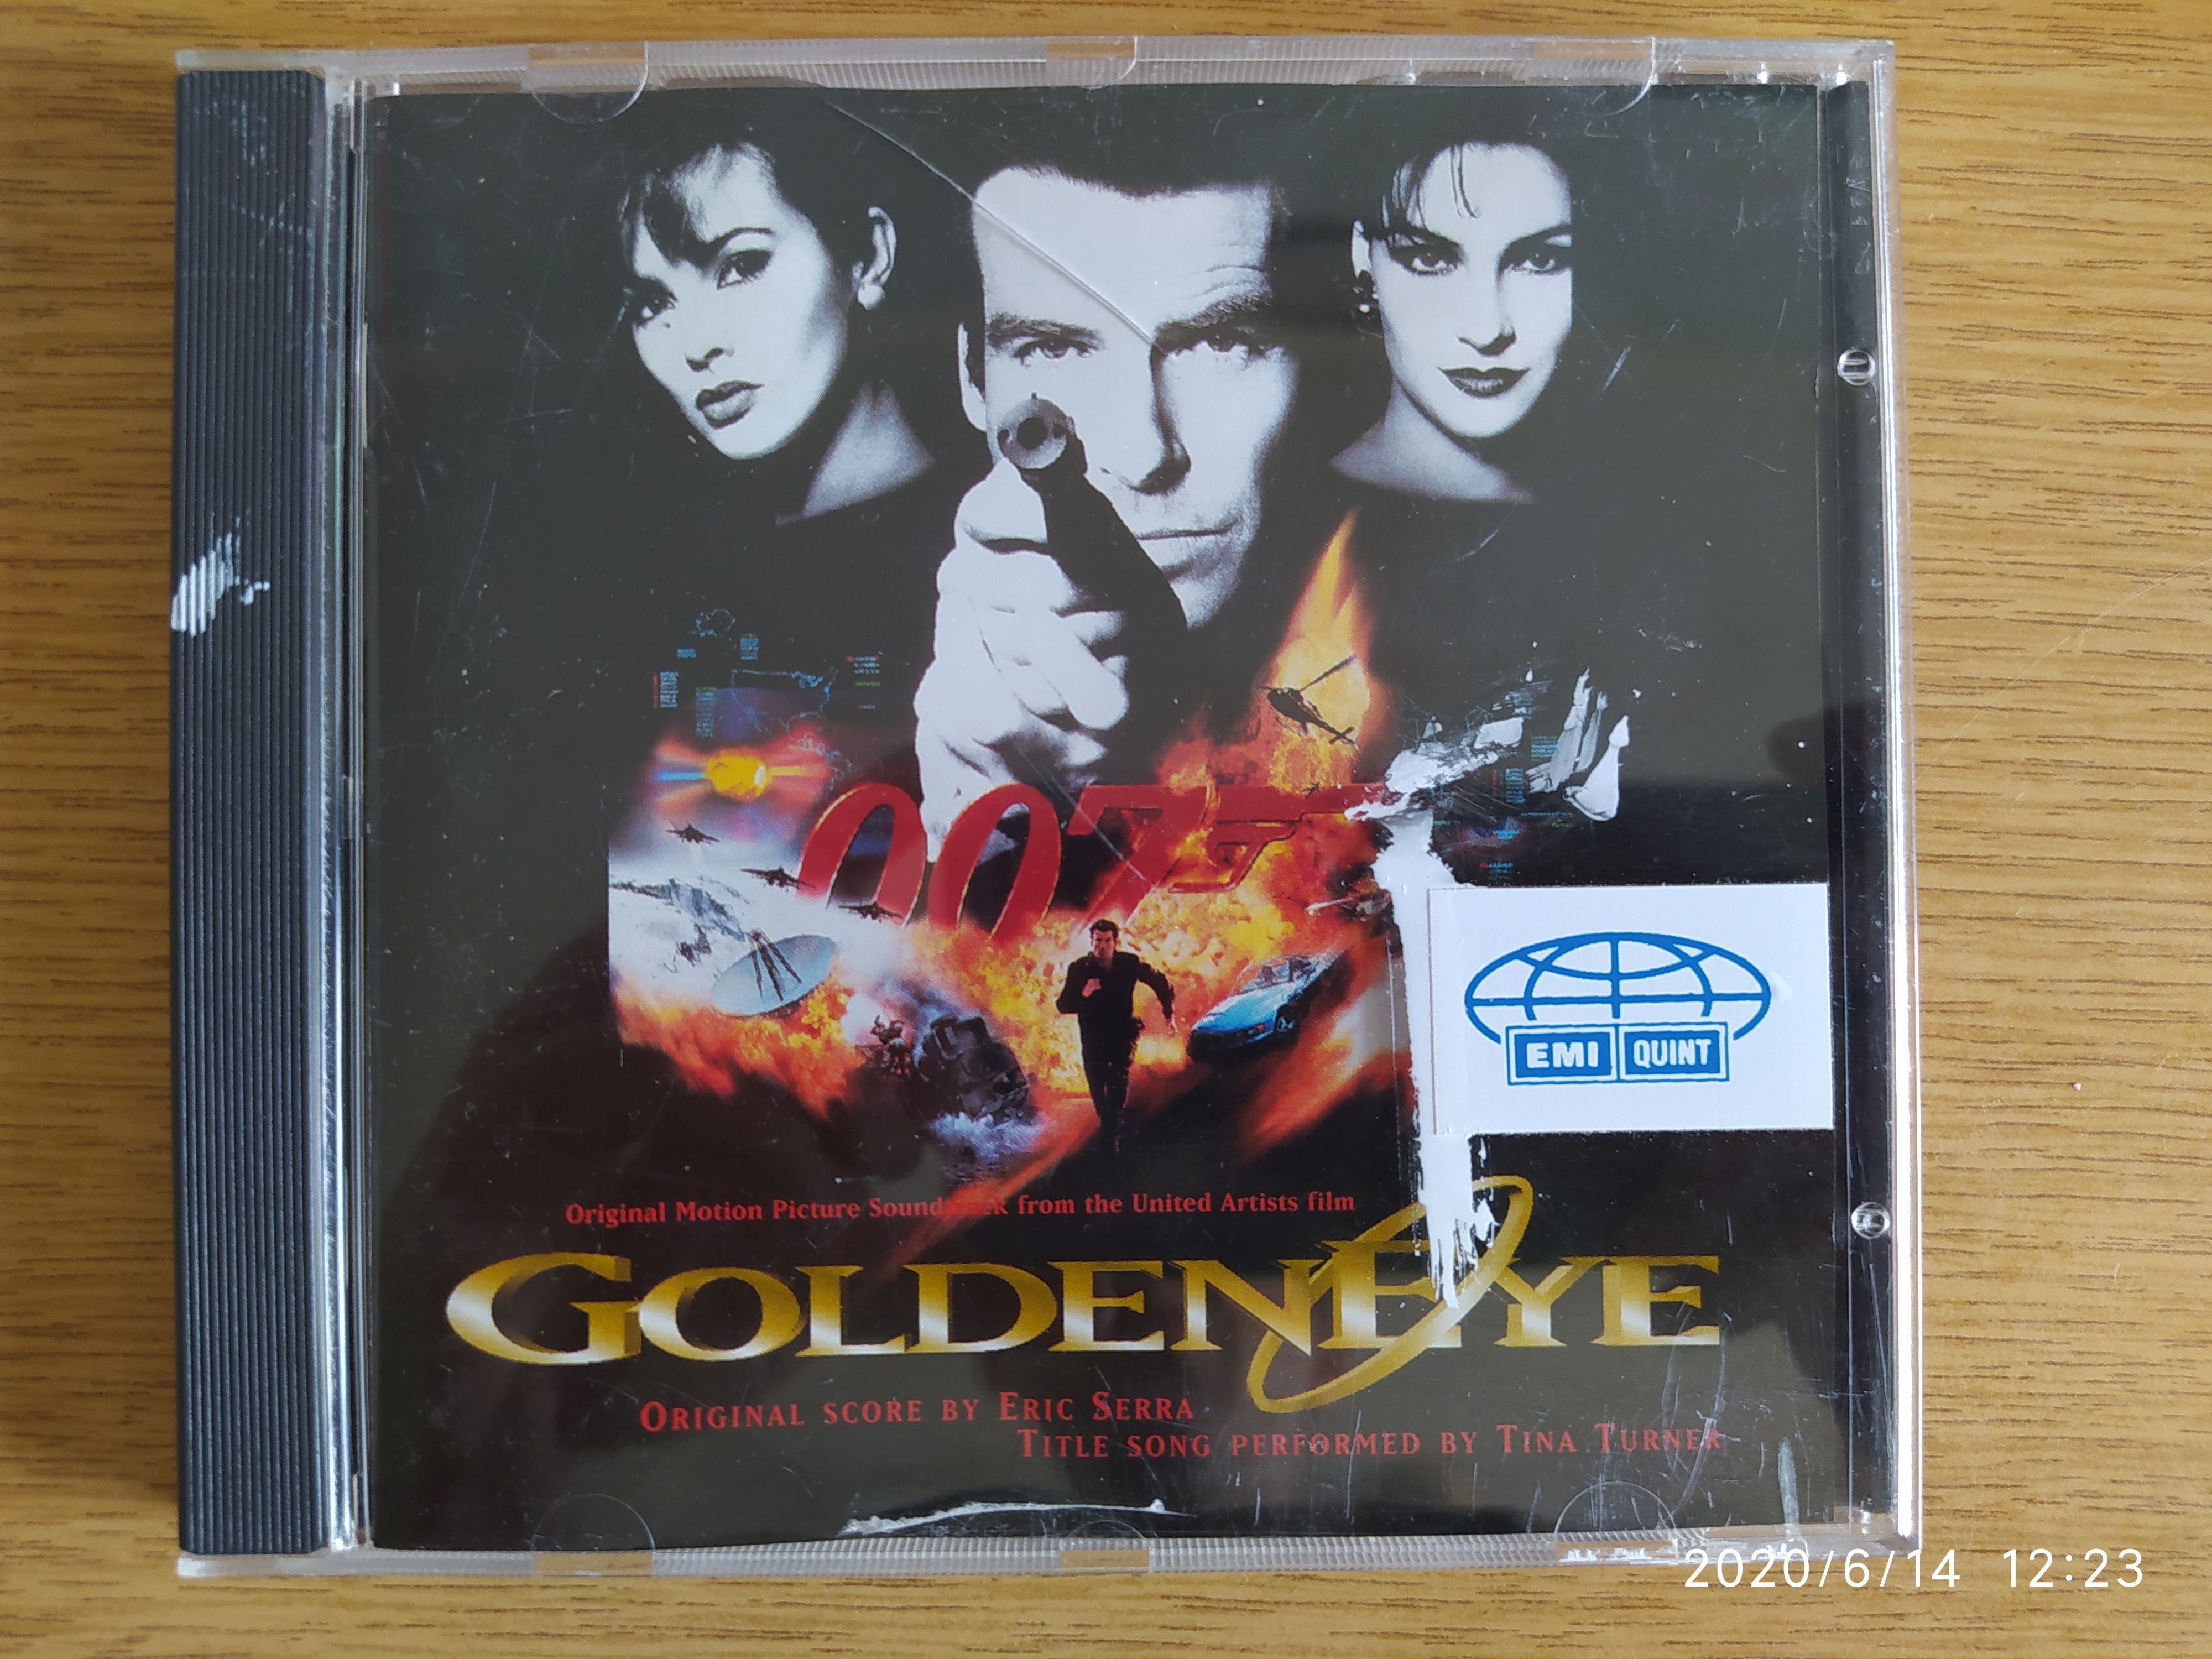 007
EMI QUINT
Original Motion Picture Soundtrack from the United Artists film
GOLDENEYE
ORIGINAL SCORE BY ERIC SERRA
TITLE SONG PERFORMED BY TINA TURNER
2020/6/14 12:23